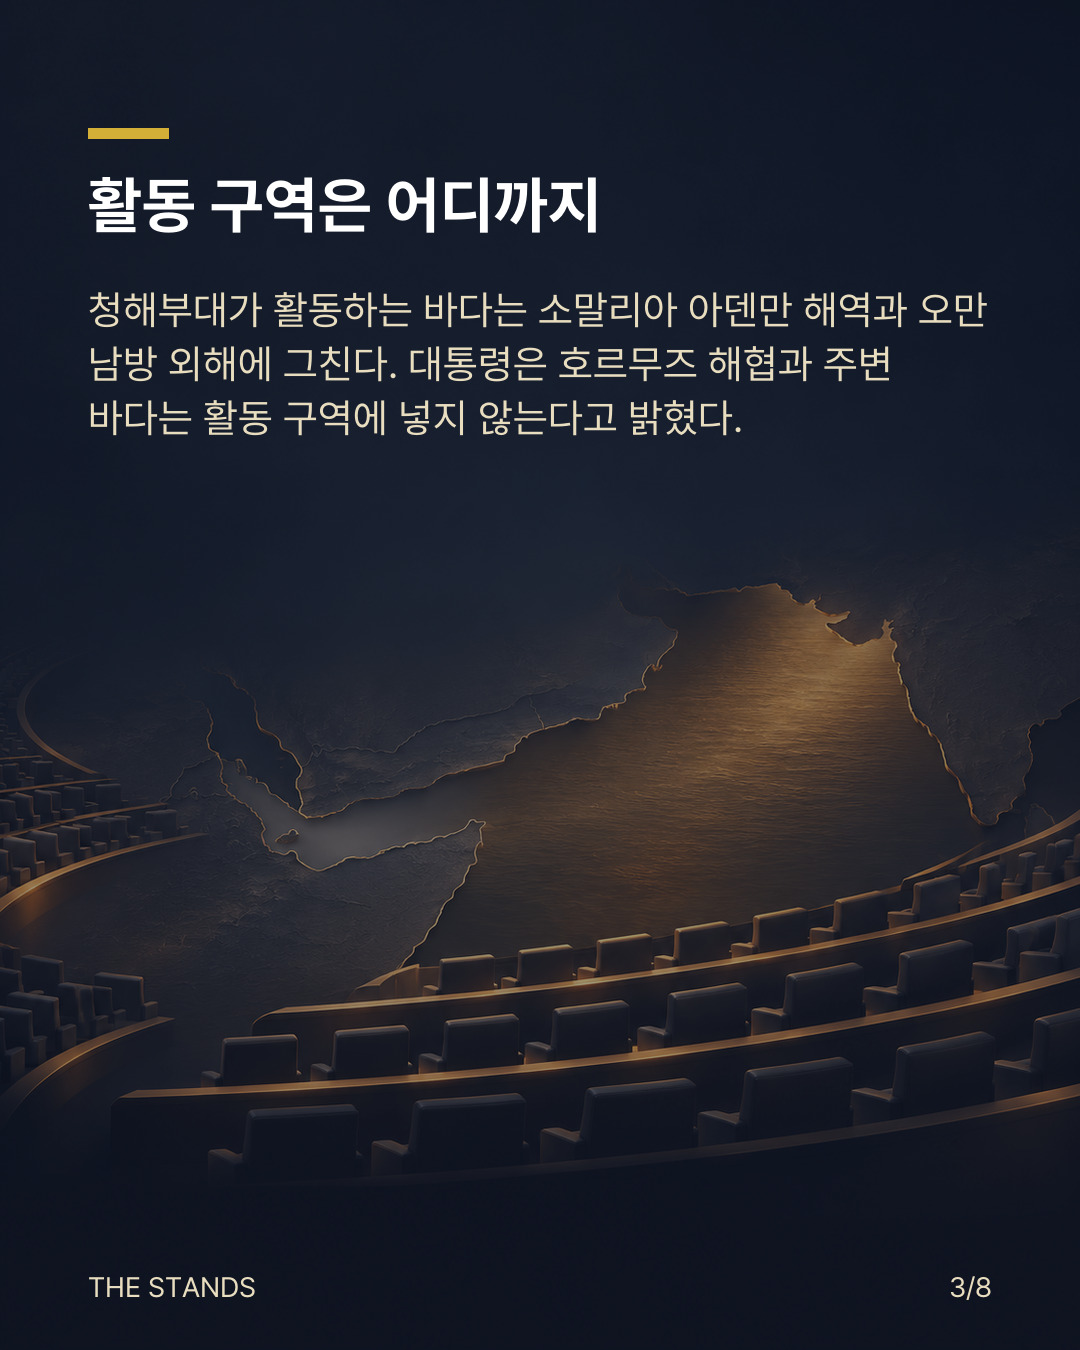 활동 구역은 어디까지
청해부대가 활동하는 바다는 소말리아 아덴만 해역과 오만
남방 외해에 그친다. 대통령은 호르무즈 해협과 주변
바다는 활동 구역에 넣지 않는다고 밝혔다.
THE STANDS
3/8